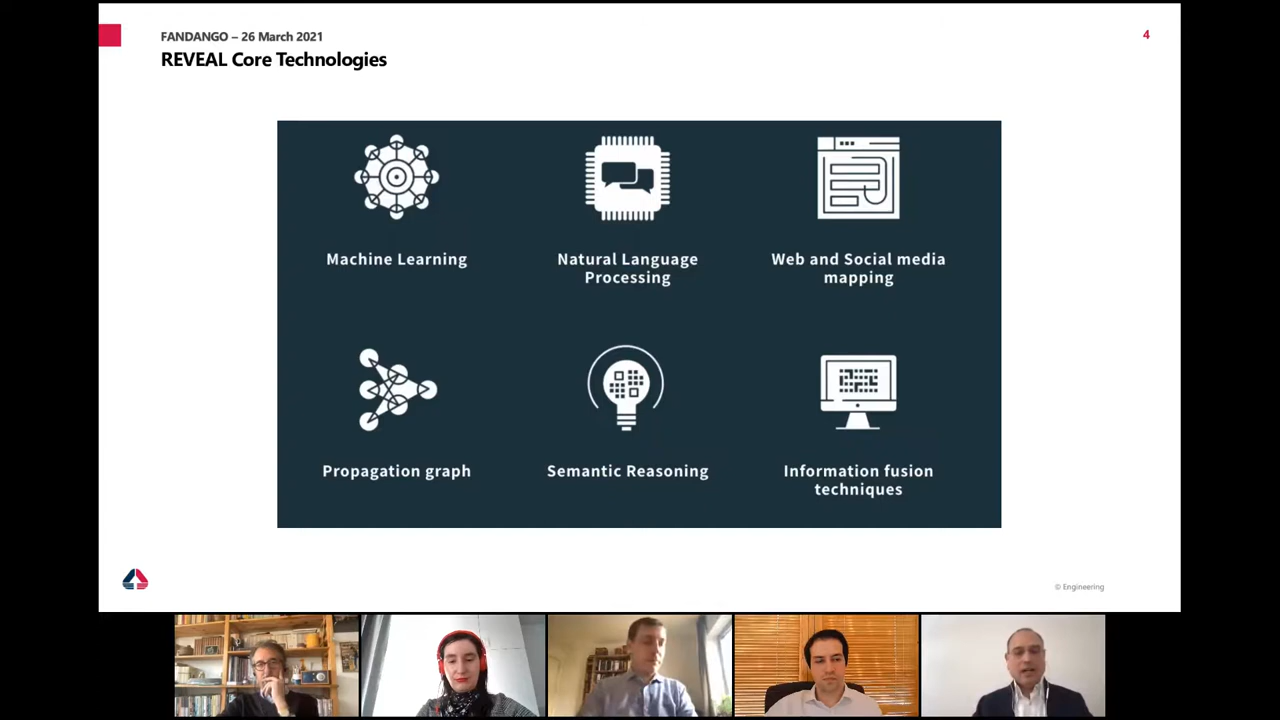 FANDANGO – 26 March 2021
4
REVEAL Core Technologies
Machine Learning
Natural Language
Processing
Web and Social media
mapping
Propagation graph
Semantic Reasoning
Information fusion
techniques
© Engineering